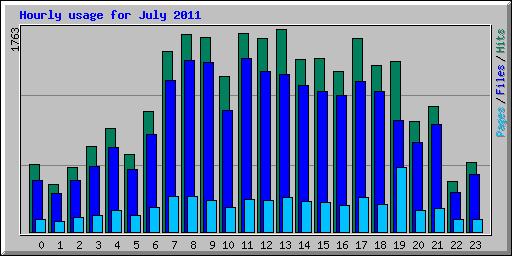 Hourly usage for July 2011
1763
Pages/Files/Hits
0 1 2 3 4 5 6 7 8 9 10 11 12 13 14 15 16 17 18 19 20 21 22 23